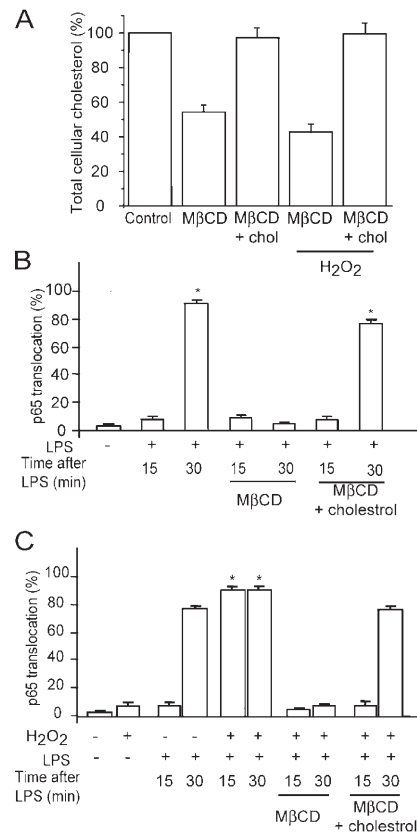 A
Total cellular cholesterol (%)
100
80
60
40
20
0
Control MβCD MβCD MβCD MβCD
+ chol + chol
H2O2
B
p65 translocation (%)
100
80
60
40
20
0
LPS - + + + + + +
Time after 15 30 15 30 15 30
LPS (min)
MβCD MβCD
+ cholestrol
*
*
C
p65 translocation (%)
100
80
60
40
20
0
* *
H2O2 - + - - + + + + + +
LPS - - + + + + + + + +
Time after 15 30 15 30 15 30 15 30
LPS (min)
MβCD MβCD
+ cholestrol